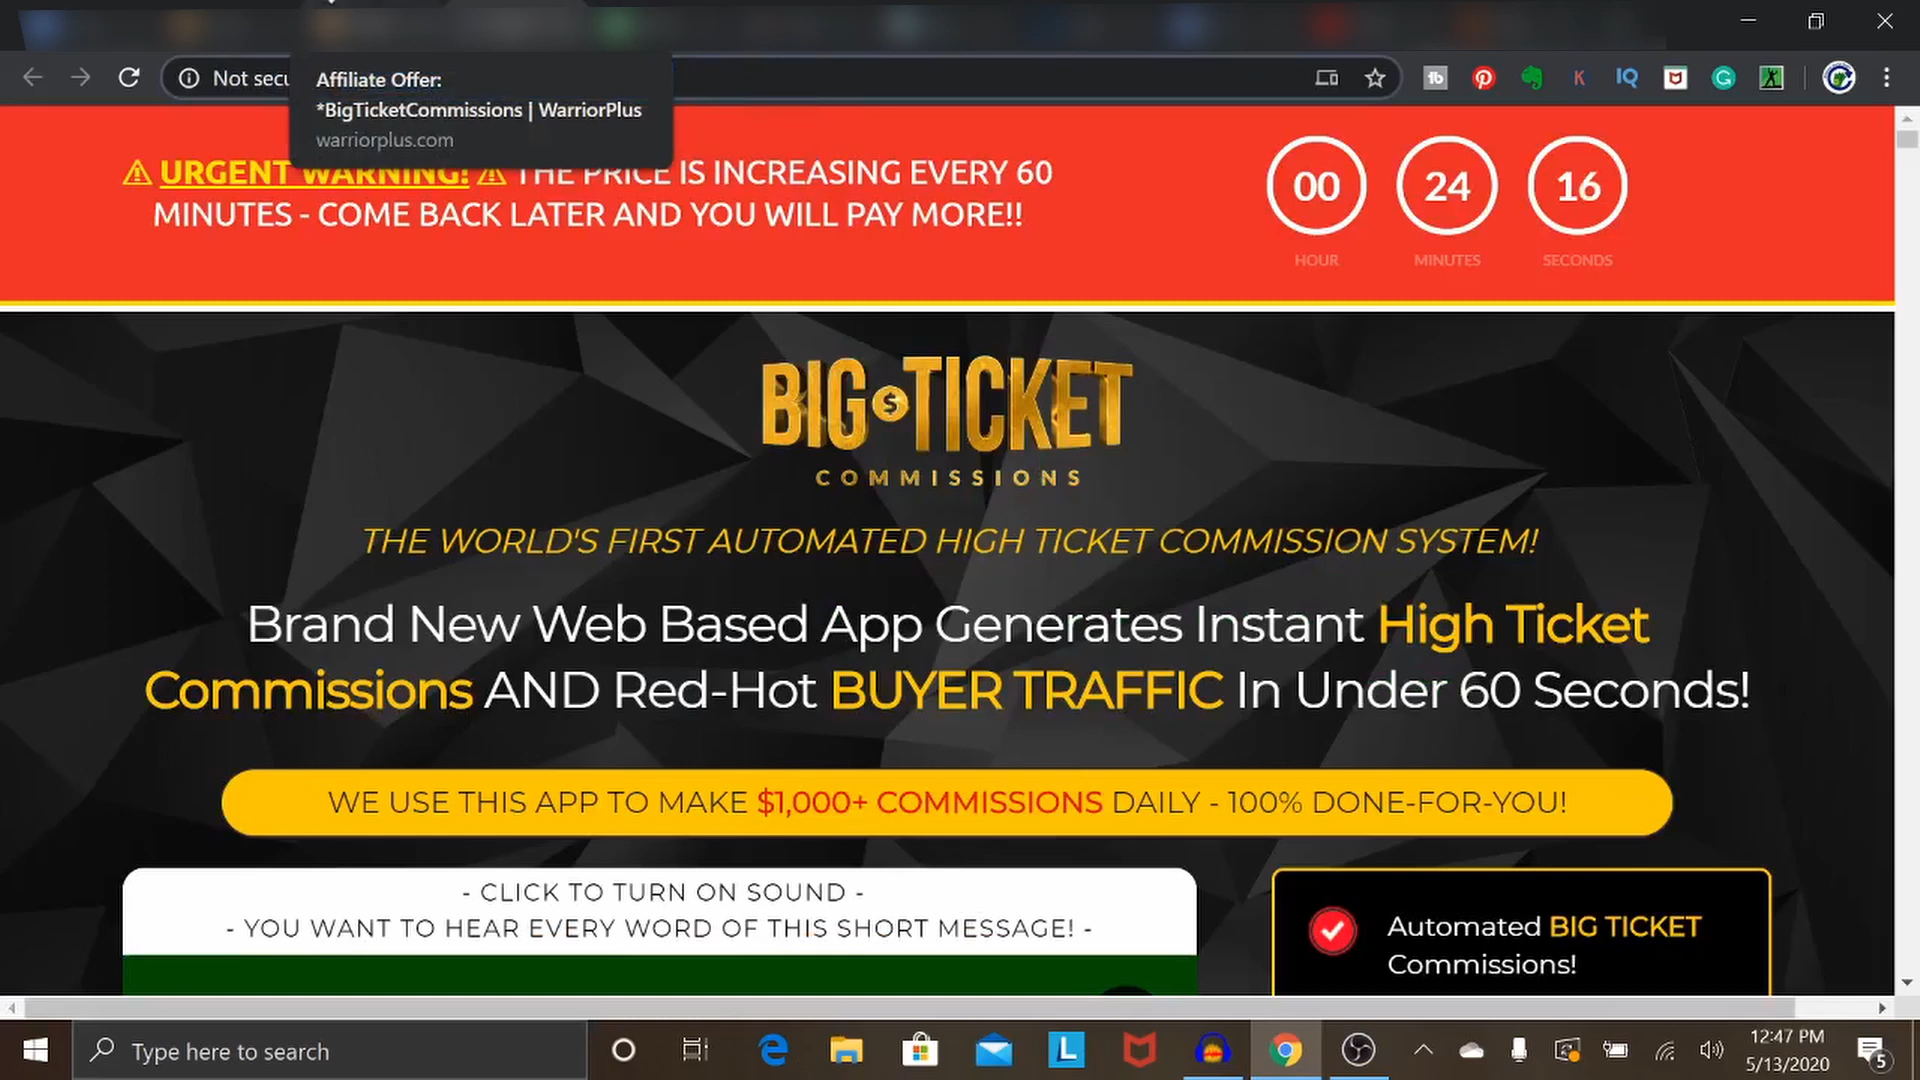 Not secu
Affiliate Offer:
*BigTicketCommissions | WarriorPlus
warriorplus.com
URGENT WARNING! THE PRICE IS INCREASING EVERY 60
MINUTES - COME BACK LATER AND YOU WILL PAY MORE!!
00 24 16
HOUR MINUTES SECONDS
BIG $ TICKET
COMMISSIONS
THE WORLD'S FIRST AUTOMATED HIGH TICKET COMMISSION SYSTEM!
Brand New Web Based App Generates Instant High Ticket
Commissions AND Red-Hot BUYER TRAFFIC In Under 60 Seconds!
WE USE THIS APP TO MAKE $1,000+ COMMISSIONS DAILY - 100% DONE-FOR-YOU!
- CLICK TO TURN ON SOUND -
- YOU WANT TO HEAR EVERY WORD OF THIS SHORT MESSAGE! -
Automated BIG TICKET
Commissions!
Type here to search
12:47 PM
5/13/2020
5